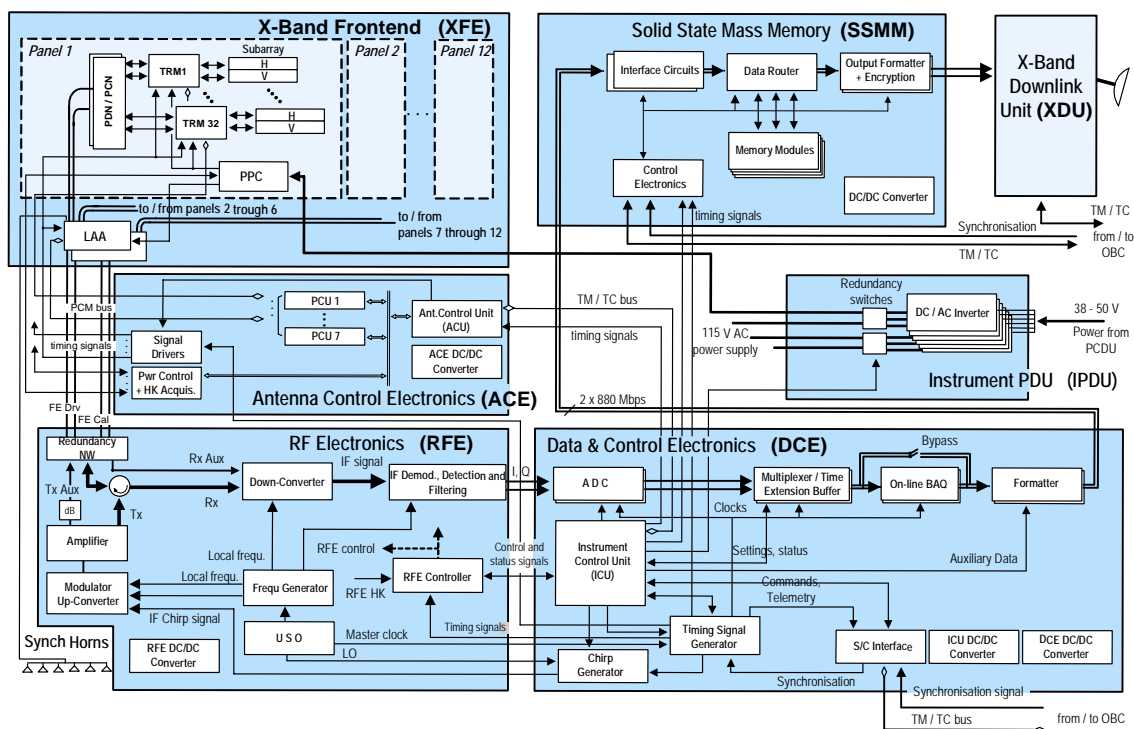 X-Band Frontend (XFE)
Panel 1
Panel 2
Panel 12
Subarray
PDN / PCN
TRM1
H
V
TRM 32
H
V
PPC
to / from panels 2 trough 6
to / from
panels 7 through 12
LAA
Solid State Mass Memory (SSMM)
Interface Circuits
Data Router
Output Formatter
+ Encryption
Memory Modules
Control
Electronics
DC/DC Converter
timing signals
X-Band
Downlink
Unit (XDU)
Synchronisation
TM / TC
TM / TC
from / to
OBC
PCM bus
timing signals
PCU 1
PCU 7
Ant.Control Unit
(ACU)
ACE DC/DC
Converter
Signal
Drivers
Pwr Control
+ HK Acquis.
Antenna Control Electronics (ACE)
TM / TC bus
timing signals
Redundancy
switches
DC / AC Inverter
115 V AC
power supply
38 - 50 V
Power from
PCDU
Instrument PDU (IPDU)
2 x 880 Mbps
FE Drv
FE Cal
RF Electronics (RFE)
Redundancy
NW
Tx Aux
dB
Tx
Rx Aux
Rx
Down-Converter
IF signal
IF Demod., Detection and
Filtering
I, Q
Amplifier
Modulator
Up-Converter
Local frequ.
Local frequ.
IF Chirp signal
Frequ Generator
RFE control
RFE HK
RFE Controller
Control and
status signals
Timing signals
U S O
Master clock
LO
RFE DC/DC
Converter
Synch Horns
Data & Control Electronics (DCE)
A D C
Multiplexer / Time
Extension Buffer
Bypass
On-line BAQ
Formatter
Clocks
Instrument
Control Unit
(ICU)
Settings, status
Auxiliary Data
Commands,
Telemetry
Timing Signal
Generator
Chirp
Generator
S/C Interface
ICU DC/DC
Converter
DCE DC/DC
Converter
Synchronisation
Synchronisation signal
TM / TC bus
from / to OBC